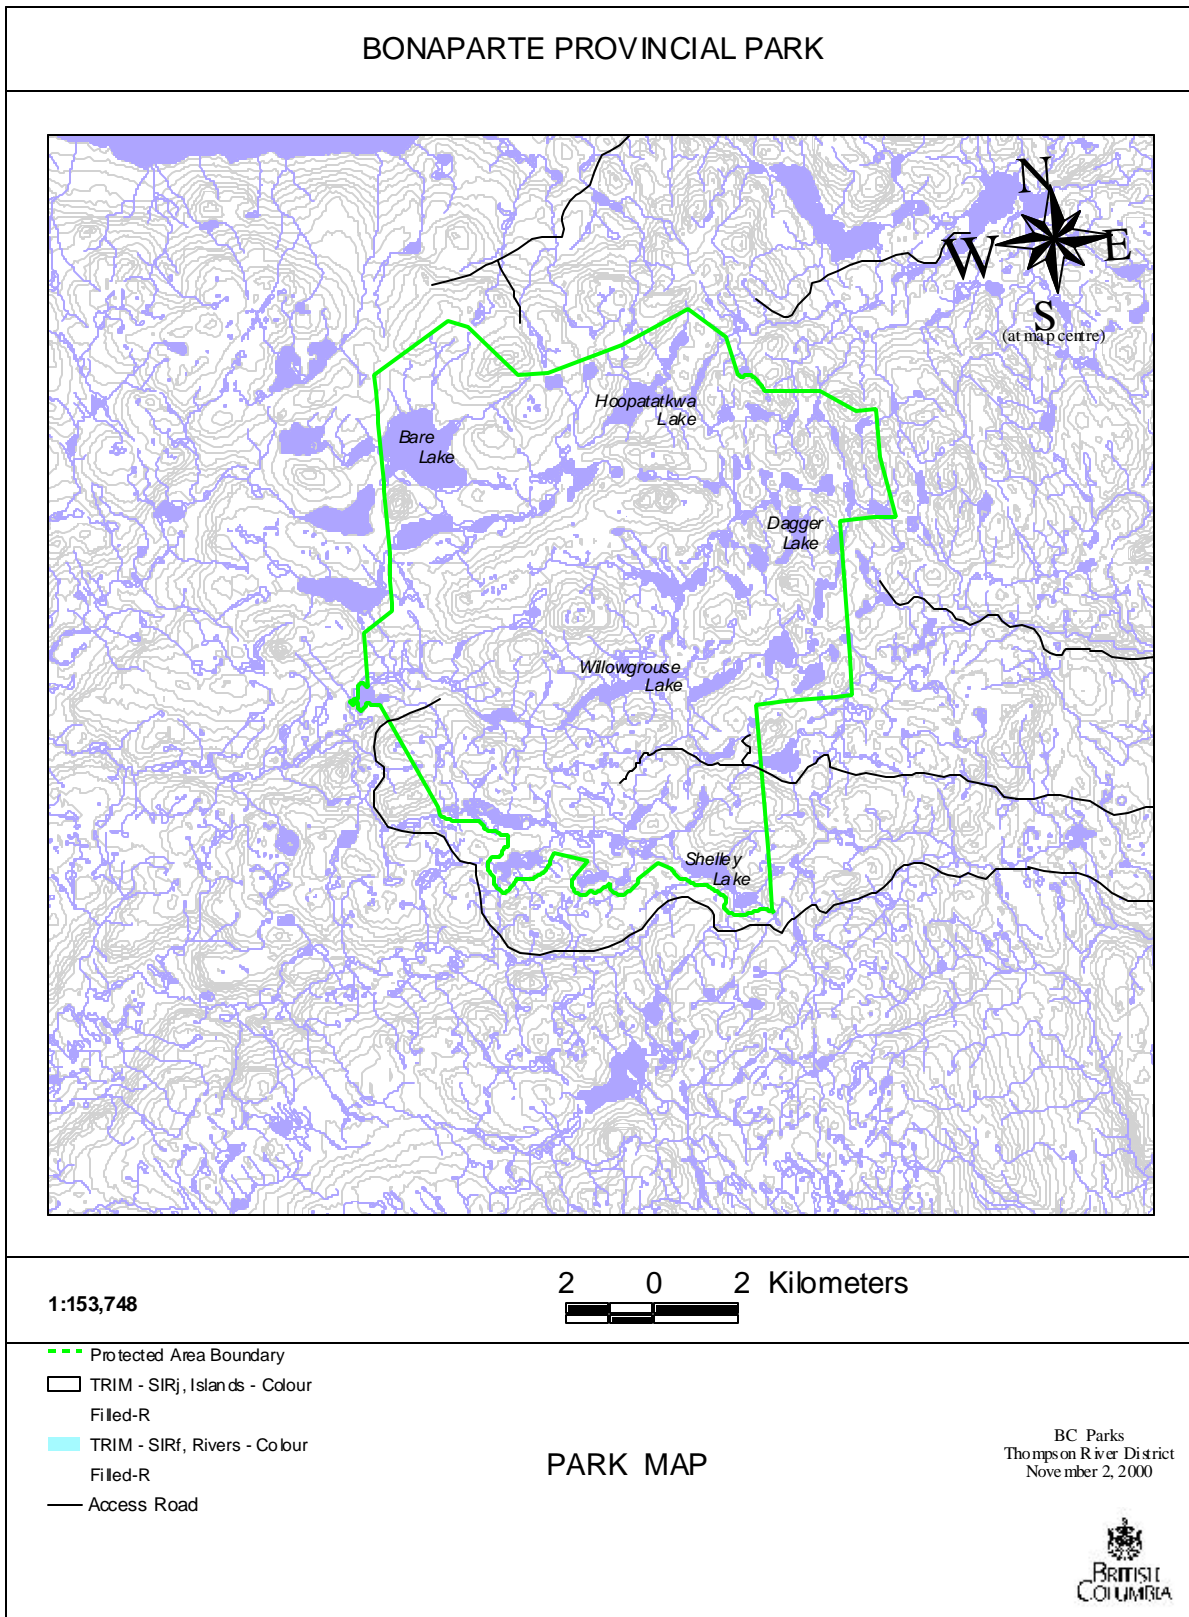 BONAPARTE PROVINCIAL PARK
N
W
E
S
(at map centre)
Hoopatatkwa
Lake
Bare
Lake
Dagger
Lake
Willowgrouse
Lake
Shelley
Lake
1:153,748
2 0 2 Kilometers
Protected Area Boundary
TRIM - SIRj, Islands - Colour
Filled-R
TRIM - SIRf, Rivers - Colour
Filled-R
Access Road
PARK MAP
BC Parks
Thompson River District
November 2, 2000
BRITISH
COLUMBIA